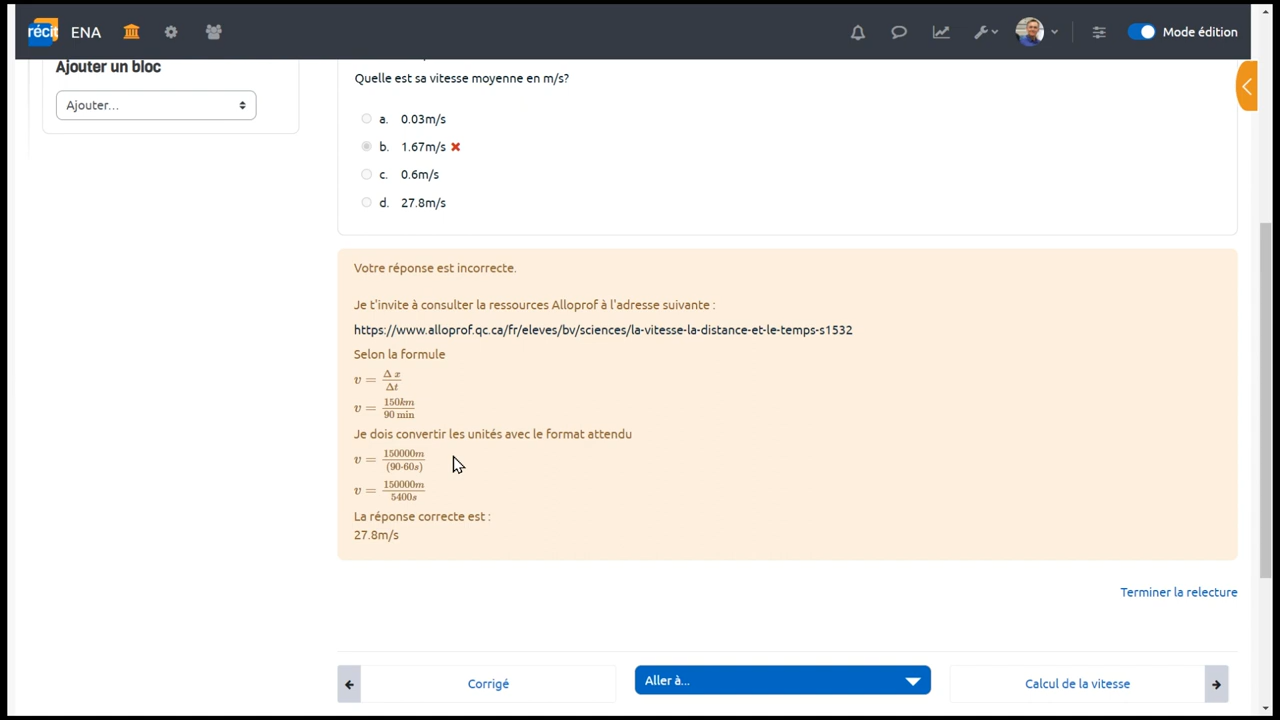 récit ENA Mode édition
Ajouter un bloc
Ajouter...
Quelle est sa vitesse moyenne en m/s?
a. 0.03m/s
b. 1.67m/s
c. 0.6m/s
d. 27.8m/s
Votre réponse est incorrecte.
Je t'invite à consulter la ressources Alloprof à l'adresse suivante :
https://www.alloprof.qc.ca/fr/eleves/bv/sciences/la-vitesse-la-distance-et-le-temps-s1532
Selon la formule
v = Δ x / Δt
v = 150km / 90 min
Je dois convertir les unités avec le format attendu
v = 150000m / (90·60s)
v = 150000m / 5400s
La réponse correcte est :
27.8m/s
Terminer la relecture
Corrigé
Aller à...
Calcul de la vitesse